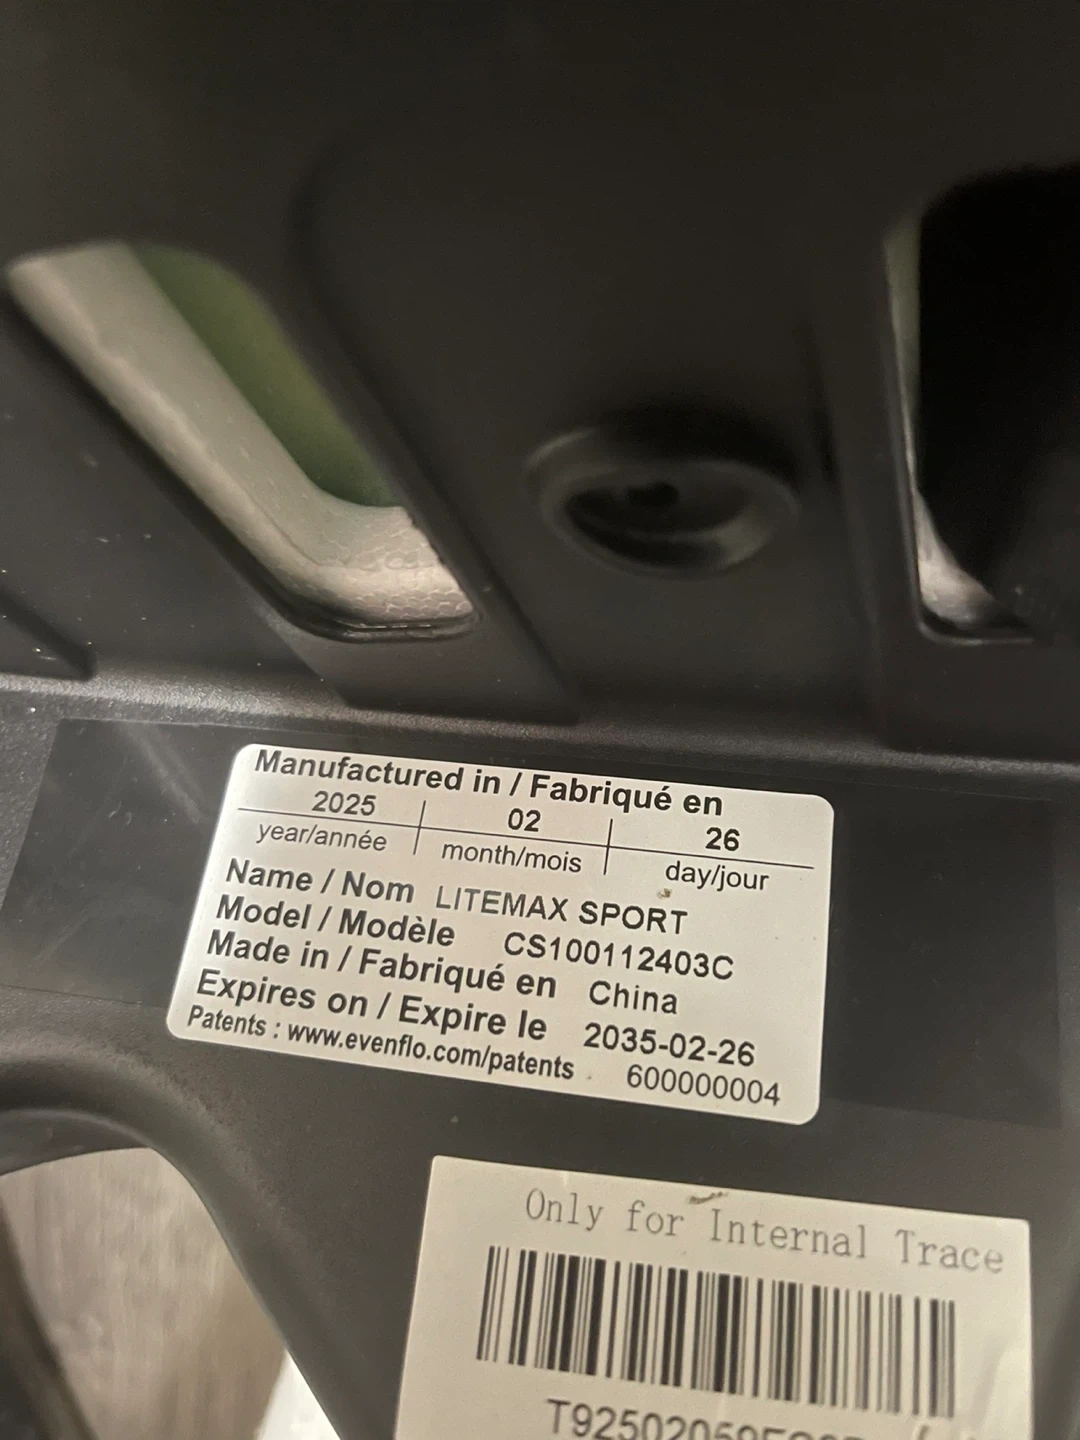 Manufactured in / Fabriqué en
2025 02 26
year/année month/mois day/jour
Name / Nom LITEMAX SPORT
Model / Modèle CS100112403C
Made in / Fabriqué en China
Expires on / Expire le 2035-02-26
Patents : www.evenflo.com/patents 600000004
Only for Internal Trace